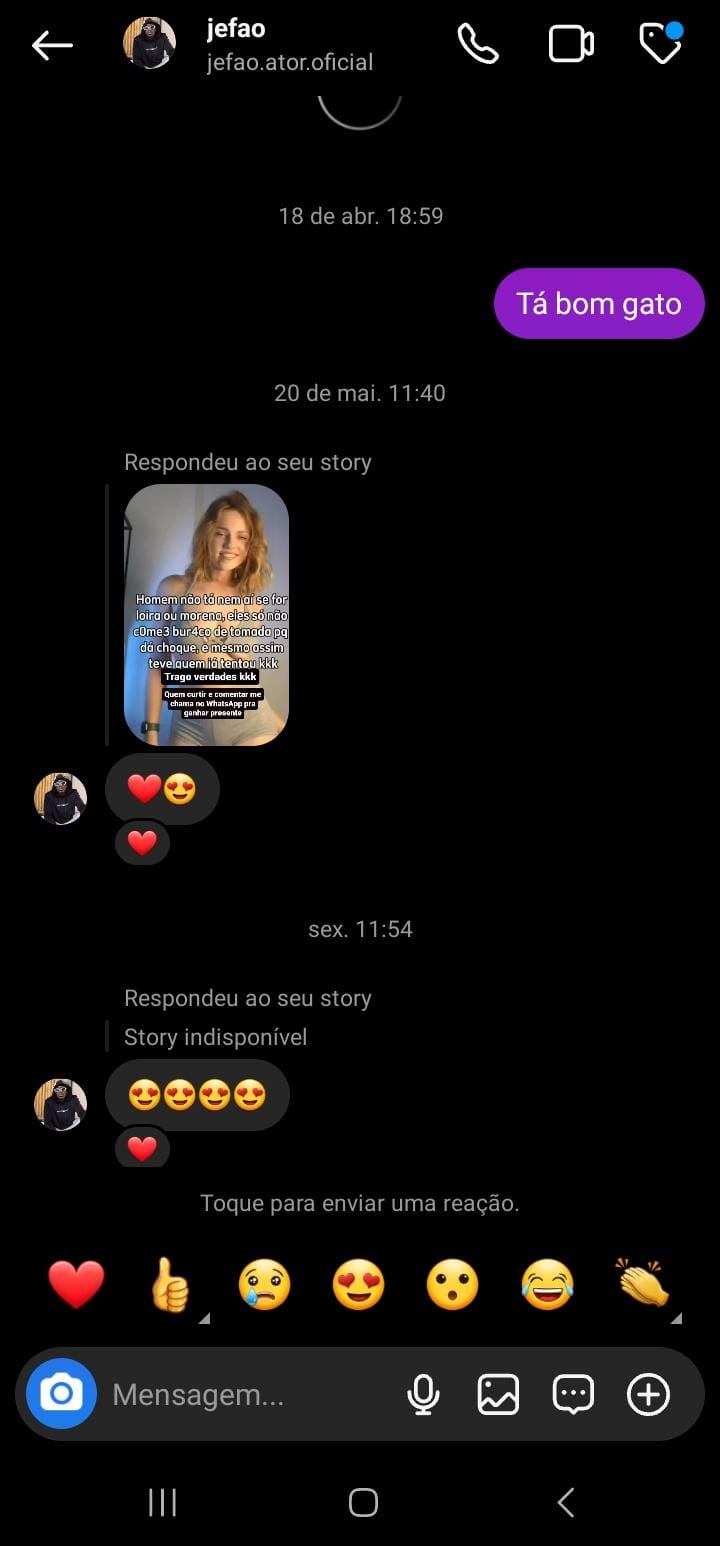 jefao
jefao.ator.oficial
18 de abr. 18:59
Tá bom gato
20 de mai. 11:40
Respondeu ao seu story
Homem não tá nem aí se for
loira ou morena, eles só não
c0me3 bur4co de tomada pq
dá choque, e mesmo assim
teve quem já tentou kkk
Trago verdades kkk
Quem curtir e comentar me
chama no WhatsApp pra
ganhar presente
❤️😍
❤️
sex. 11:54
Respondeu ao seu story
Story indisponível
😍😍😍😍
❤️
Toque para enviar uma reação.
❤️ 👍 😢 😍 😮 😂 👏
Mensagem...